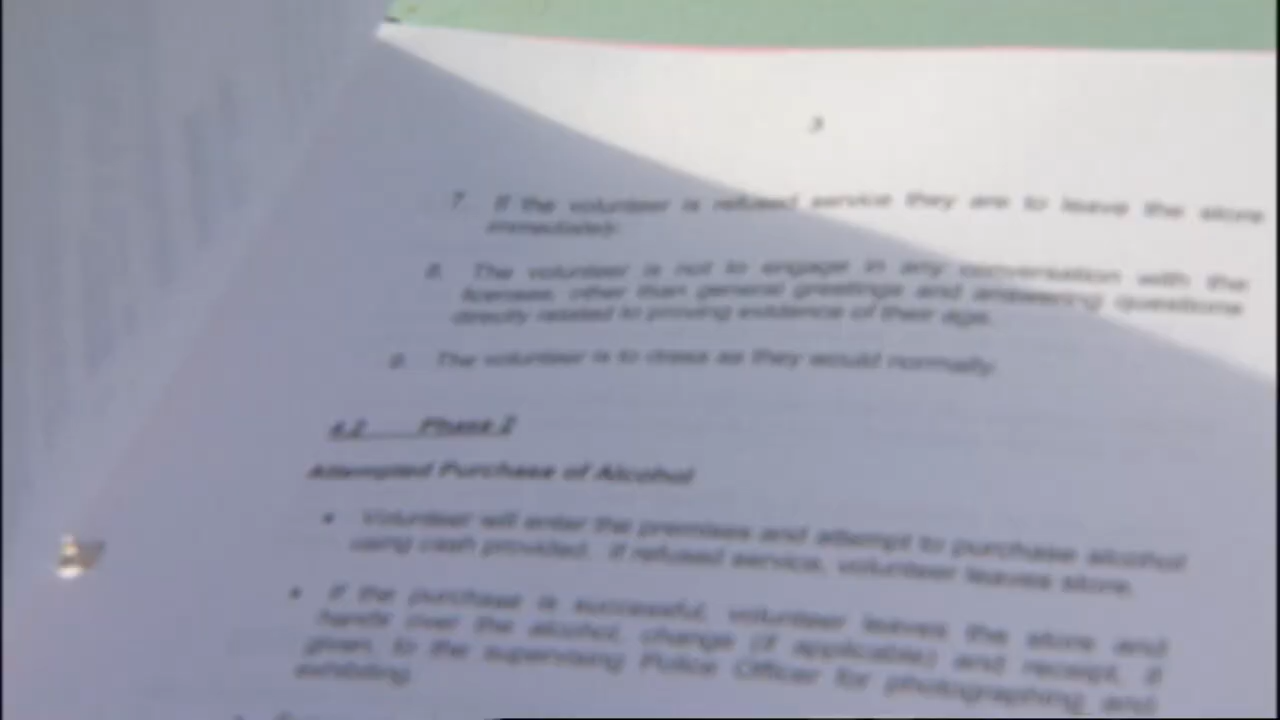 3
7. If the volunteer is refused service they are to leave the store
immediately.
8. The volunteer is not to engage in any conversation with the
licensee, other than general greetings and answering questions
directly related to proving evidence of their age.
9. The volunteer is to dress as they would normally.
4.2 Phase I
Attempted Purchase of Alcohol
• Volunteer will enter the premises and attempt to purchase alcohol
using cash provided. If refused service, volunteer leaves store.
• If the purchase is successful, volunteer leaves the store and
hands over the alcohol, change (if applicable) and receipt, if
given, to the supervising Police Officer for photographing and
exhibiting.